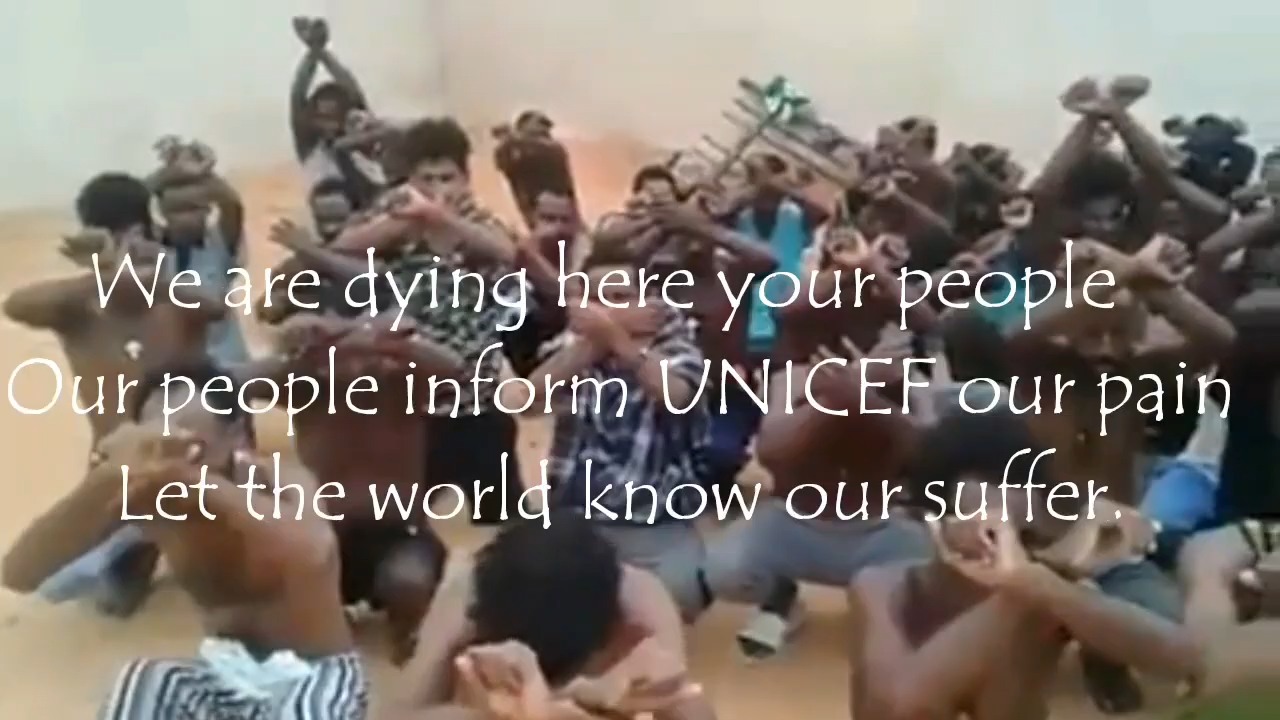 We are dying here your people
Our people inform UNICEF our pain
Let the world know our suffer.